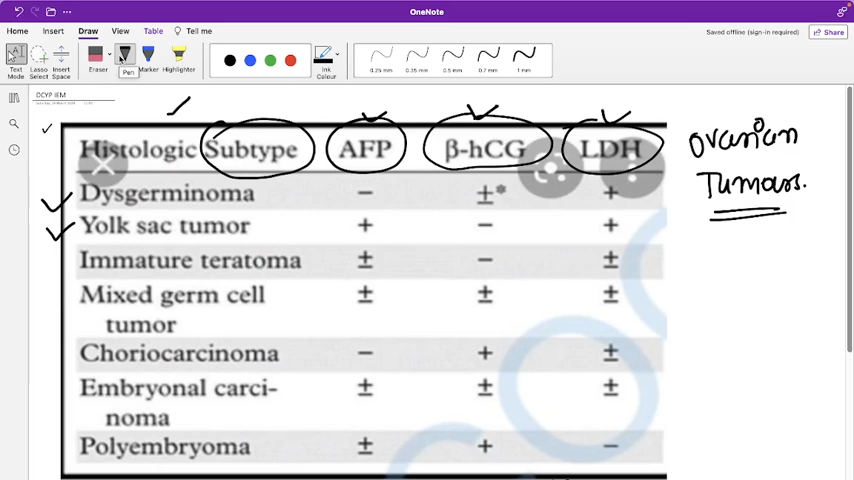 OneNote
Home Insert Draw View Table Tell me
Saved offline (sign-in required) Share
Text Mode
Lasso Select
Insert Space
Eraser
Pen
Marker
Highlighter
Ink Colour
0.25 mm 0.35 mm 0.5 mm 0.7 mm 1 mm
DCYP IEM
Histologic Subtype AFP β-hCG LDH
Dysgerminoma – ±* +
Yolk sac tumor + – +
Immature teratoma ± – ±
Mixed germ cell tumor ± ± ±
Choriocarcinoma – + ±
Embryonal carci-
noma ± ± ±
Polyembryoma ± + –
Ovarian
Tumors.